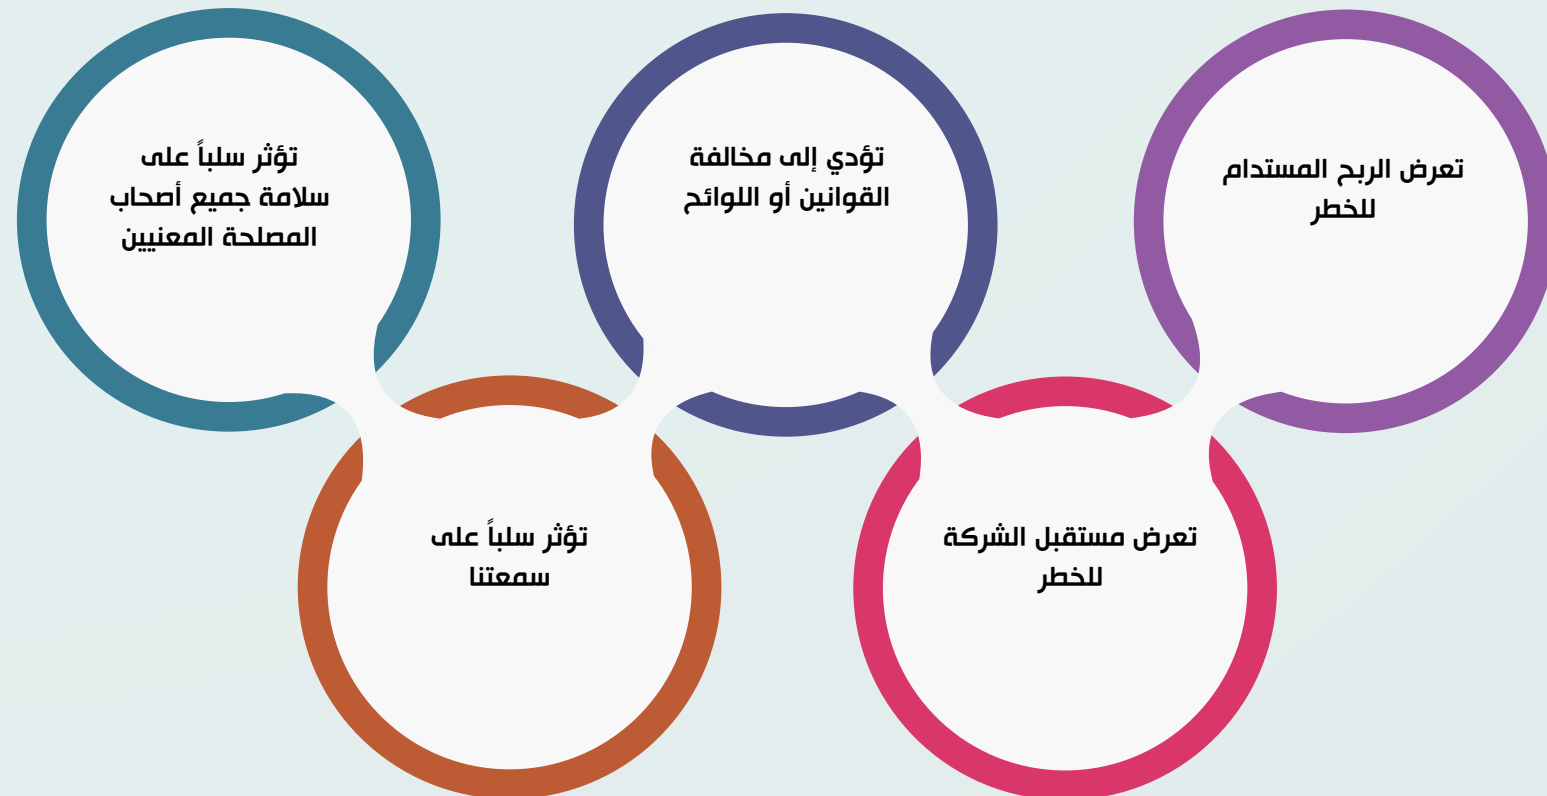 تعرض الربح المستدام
للخطر
تعرض مستقبل الشركة
للخطر
تؤدي إلى مخالفة
القوانين أو اللوائح
تؤثر سلباً على
سمعتنا
تؤثر سلباً على
سلامة جميع أصحاب
المصلحة المعنيين